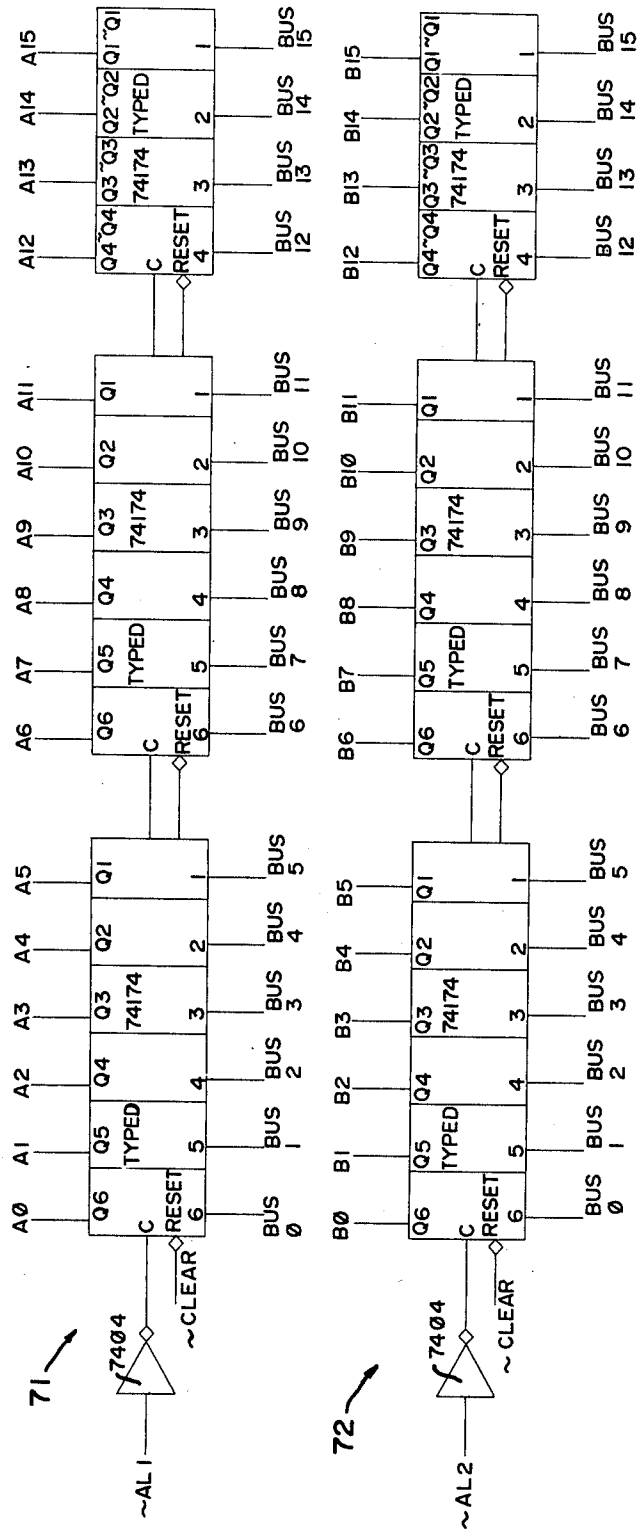 71
A0 A1 A2 A3 A4 A5 A6 A7 A8 A9 A10 A11 A12 A13 A14 A15
Q6 Q5 Q4 Q3 Q2 Q1 Q6 Q5 Q4 Q3 Q2 Q1 Q4 ~Q4 Q3 ~Q3 Q2 ~Q2 Q1 ~Q1
TYPED 74174 TYPED 74174 74174 TYPED
7404
~AL1 C C C
~CLEAR RESET RESET RESET
6 5 4 3 2 1 6 5 4 3 2 1 4 3 2 1
BUS BUS BUS BUS BUS BUS BUS BUS BUS BUS BUS BUS BUS BUS BUS BUS
0 1 2 3 4 5 6 7 8 9 10 11 12 13 14 15
72
B0 B1 B2 B3 B4 B5 B6 B7 B8 B9 B10 B11 B12 B13 B14 B15
Q6 Q5 Q4 Q3 Q2 Q1 Q6 Q5 Q4 Q3 Q2 Q1 Q4 ~Q4 Q3 ~Q3 Q2 ~Q2 Q1 ~Q1
TYPED 74174 TYPED 74174 74174 TYPED
7404
~AL2 C C C
~CLEAR RESET RESET RESET
6 5 4 3 2 1 6 5 4 3 2 1 4 3 2 1
BUS BUS BUS BUS BUS BUS BUS BUS BUS BUS BUS BUS BUS BUS BUS BUS
0 1 2 3 4 5 6 7 8 9 10 11 12 13 14 15